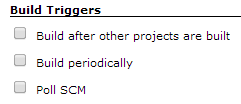 Build Triggers
Build after other projects are built
Build periodically
Poll SCM